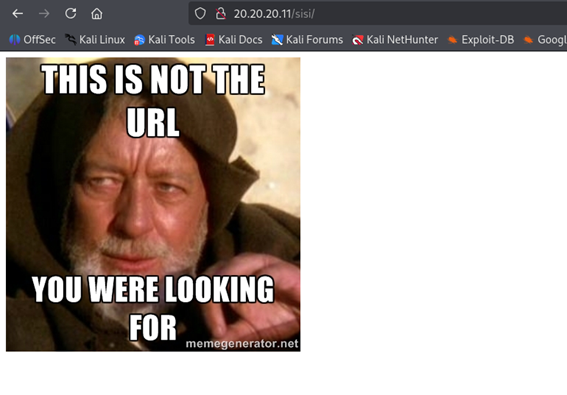 20.20.20.11/sisi/
OffSec Kali Linux Kali Tools Kali Docs Kali Forums Kali NetHunter Exploit-DB Googl
THIS IS NOT THE
URL
YOU WERE LOOKING
FOR
memegenerator.net